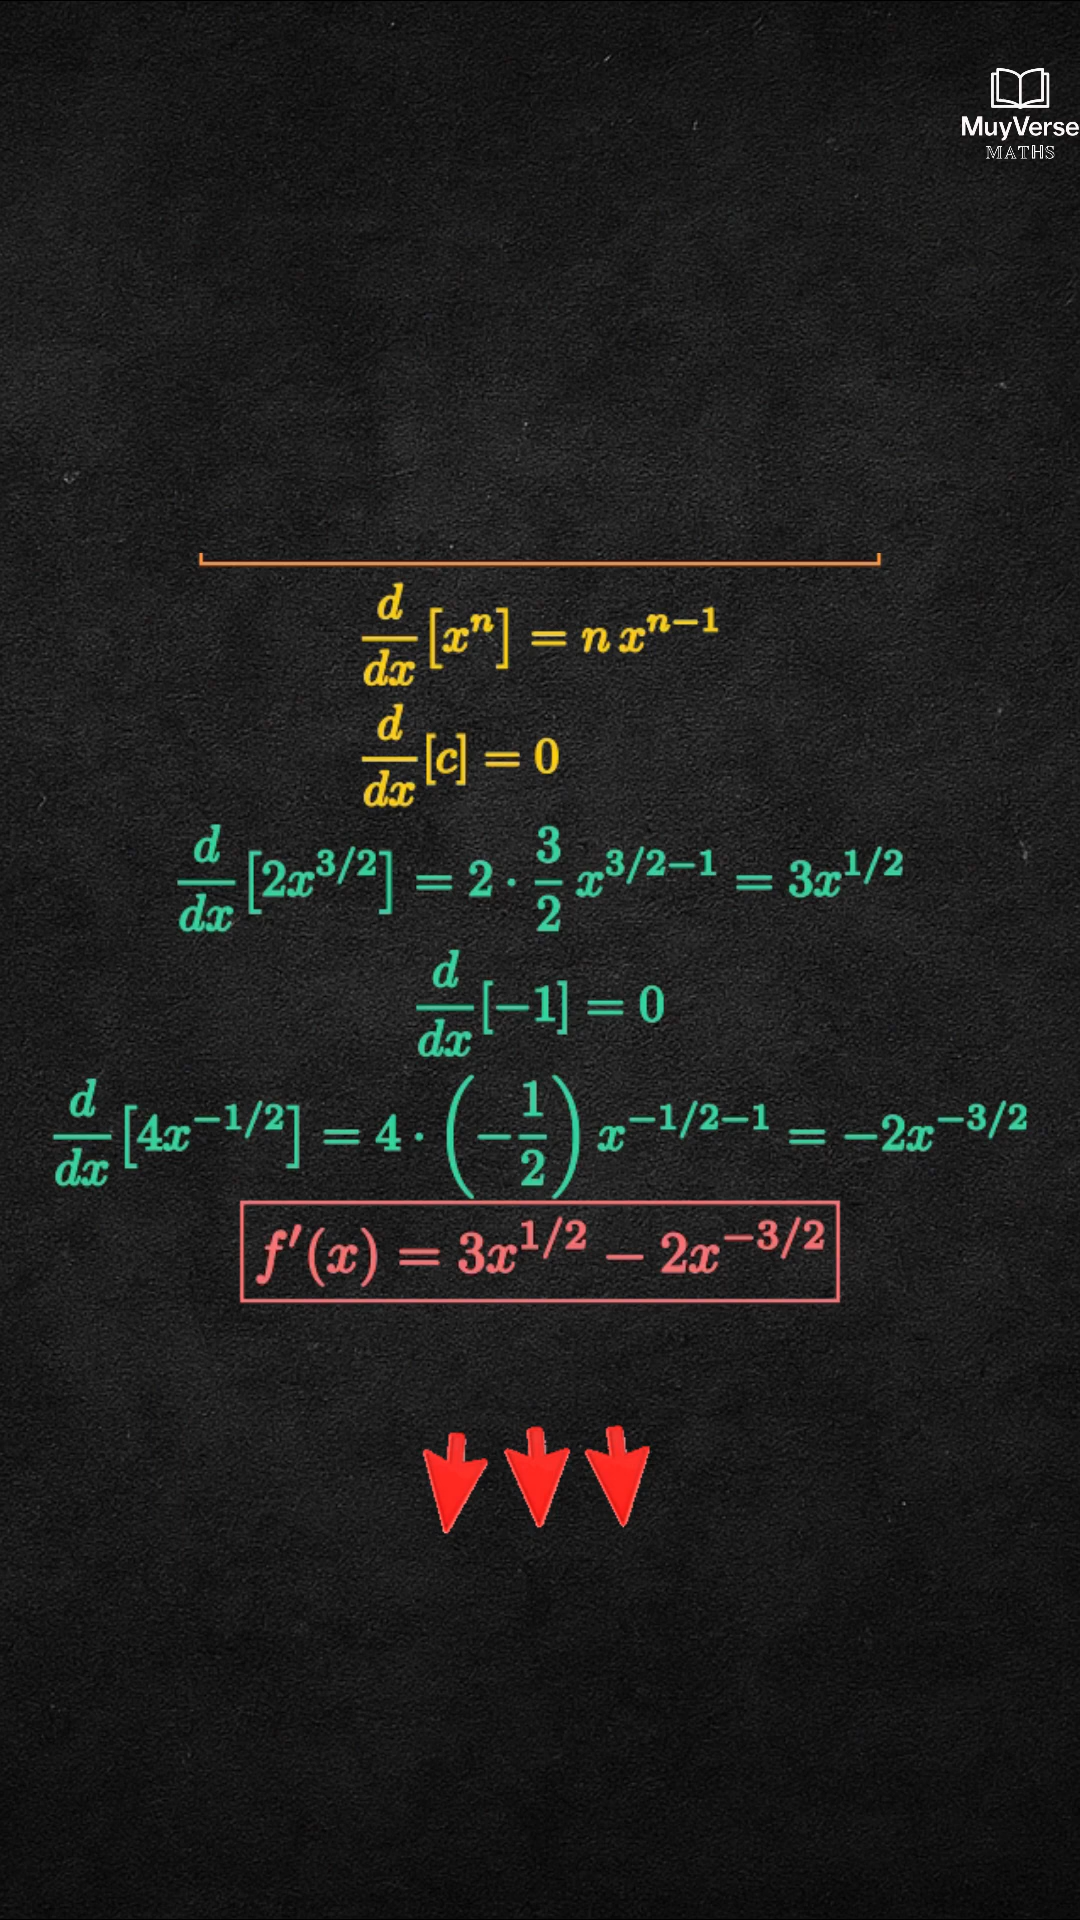 MuyVerse
MATHS
d/dx [xⁿ] = n xⁿ⁻¹
d/dx [c] = 0
d/dx [2x^{3/2}] = 2 · 3/2 x^{3/2−1} = 3x^{1/2}
d/dx [−1] = 0
d/dx [4x^{−1/2}] = 4 · (−1/2) x^{−1/2−1} = −2x^{−3/2}
f′(x) = 3x^{1/2} − 2x^{−3/2}